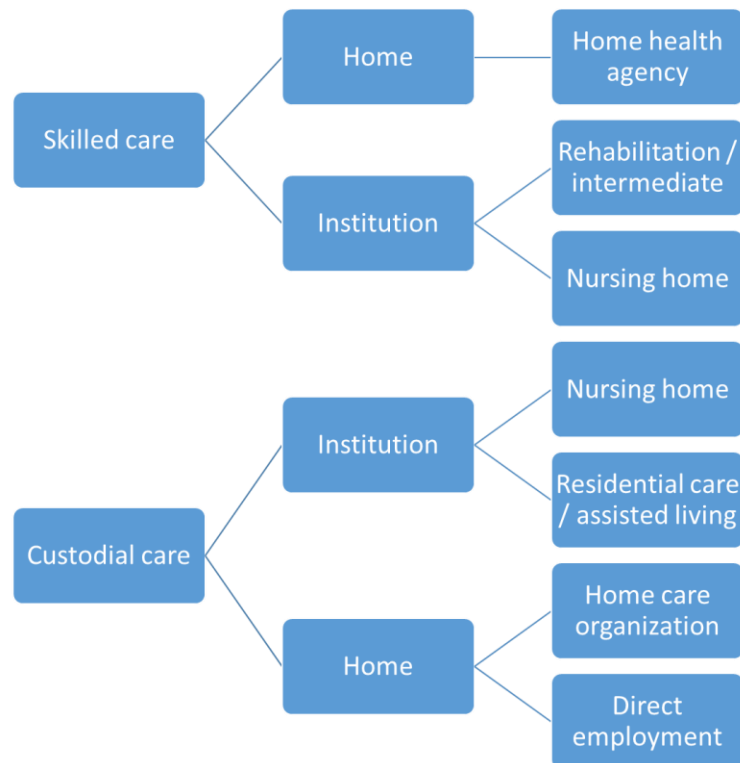 Skilled care
Home
Home health
agency
Institution
Rehabilitation /
intermediate
Nursing home
Custodial care
Institution
Nursing home
Residential care
/ assisted living
Home
Home care
organization
Direct
employment